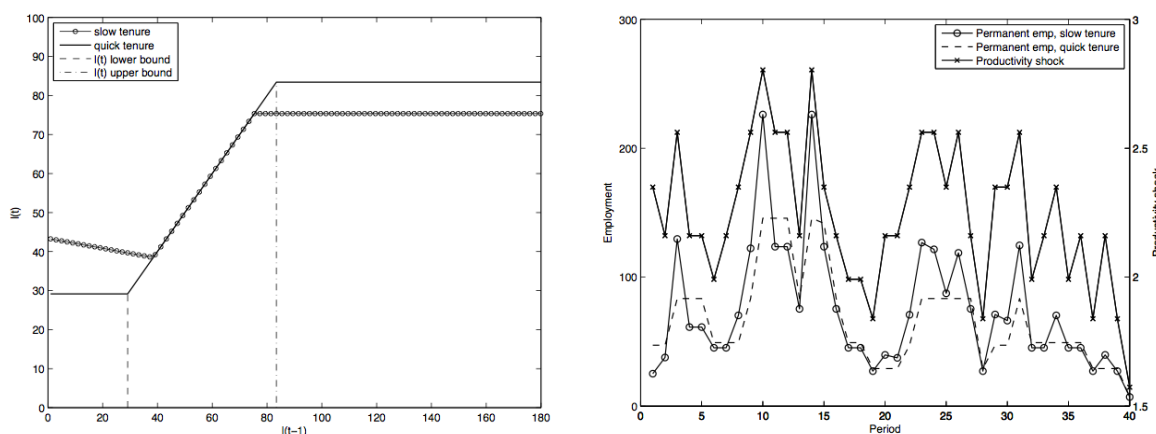 100
90
80
70
60
50
40
30
20
10
0
l(t)
slow tenure
quick tenure
l(t) lower bound
l(t) upper bound
0 20 40 60 80 100 120 140 160 180
l(t−1)
300
200
100
0
Employment
Permanent emp, slow tenure
Permanent emp, quick tenure
Productivity shock
3
2.5
2
1.5
Productivity shock
0 5 10 15 20 25 30 35 40
Period